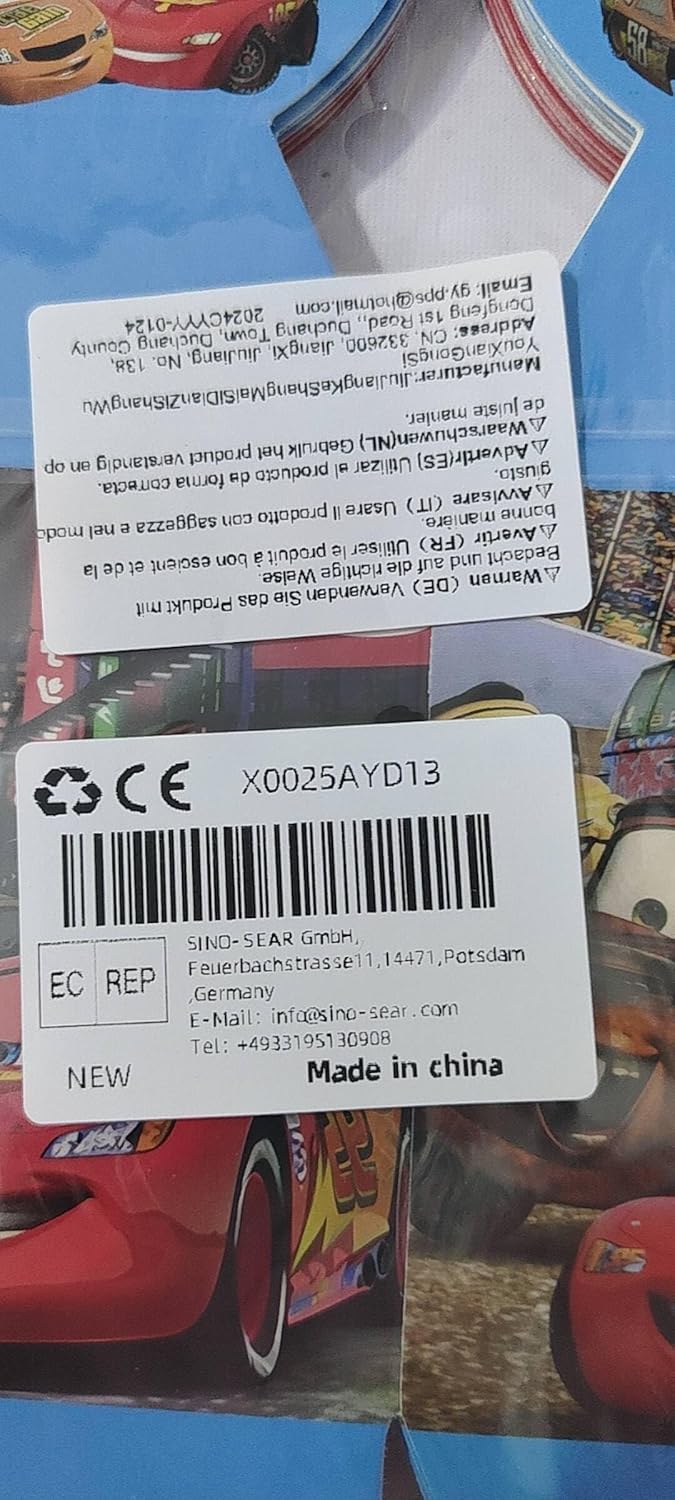 ⚠Warnen (DE) Verwenden Sie das Produkt mit
Bedacht und auf die richtige Weise.
⚠Avertir (FR) Utiliser le produit à bon escient et de la
bonne manière.
⚠Avvisare (IT) Usare il prodotto con saggezza e nel modo
giusto.
⚠Advertir(ES) Utilizar el producto de forma correcta.
⚠Waarschuwen(NL) Gebruik het product verstandig en op
de juiste manier.
Manufacturer:JiuJiangKeShangMaiSiDianZiShangWu
YouXianGongSi
Address: CN, 332600, JiangXi, JiuJiang, No. 138,
Dongfeng 1st Road,, Duchang Town, Duchang County
Email: gy.pps@hotmail.com 2024CYY-0124
CE X0025AYD13
EC REP
SINO-SEAR GmbH,
Feuerbachstrasse11,14471,Potsdam
,Germany
E-Mail: info@sino-sear.com
Tel: +4933195130908
NEW Made in china
58
95